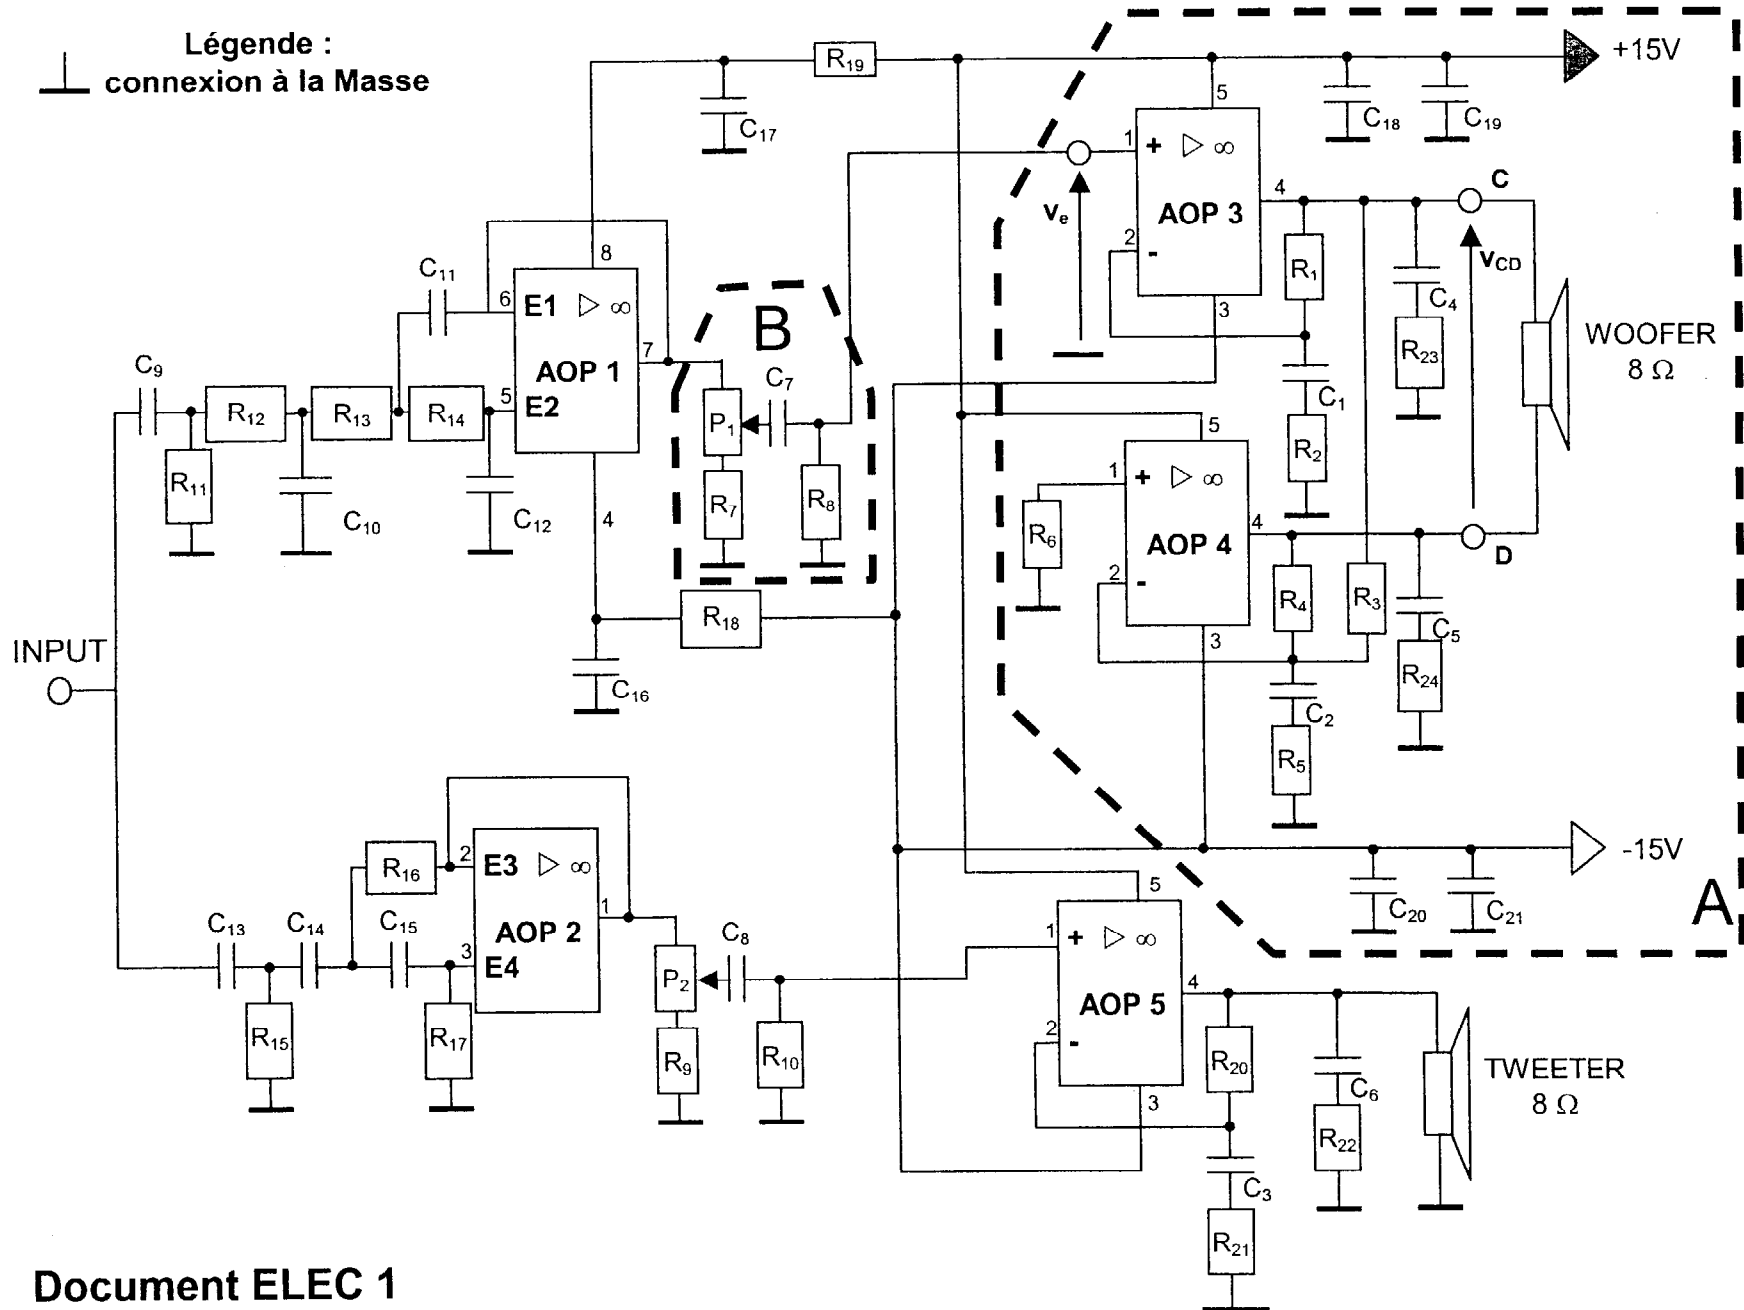 Légende :
connexion à la Masse
R19
+15V
C17
C18
C19
5
1
+ ▷ ∞
AOP 3
4
C
ve
2
-
R1
vCD
3
C4
R23
WOOFER
8 Ω
C1
R2
C11
8
6
E1 ▷ ∞
7
AOP 1
5
E2
4
C9
R12
R13
R14
R11
C10
C12
B
P1
C7
R7
R8
5
1
+ ▷ ∞
AOP 4
4
D
R6
2
-
R4
R3
3
C5
R24
C2
R5
R18
C16
INPUT
-15V
C20
C21
A
R16
2
E3 ▷ ∞
1
AOP 2
3
E4
C13
C14
C15
R15
R17
P2
C8
R9
R10
5
1
+ ▷ ∞
AOP 5
4
2
-
R20
3
C6
R22
TWEETER
8 Ω
C3
R21
Document ELEC 1